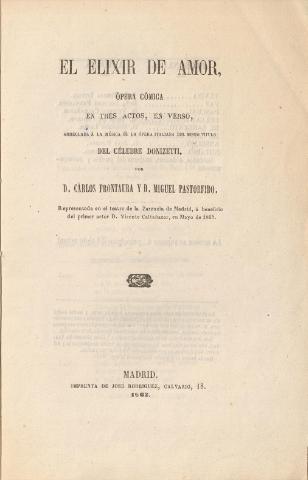 EL ELIXIR DE AMOR,
ÓPERA CÓMICA
EN TRES ACTOS, EN VERSO,
ARREGLADA Á LA MÚSICA DE LA ÓPERA ITALIANA DEL MISMO TITULO
DEL CÉLEBRE DONIZETTI,
POR
D. CÁRLOS FRONTAURA Y D. MIGUEL PASTORFIDO.
Representada en el teatro de la Zarzuela de Madrid, á beneficio
del primer actor D. Vicente Caltañazor, en Mayo de
MADRID.
IMPRENTA DE JOSÉ RODRIGUEZ, CALVARIO, 18.
1862.